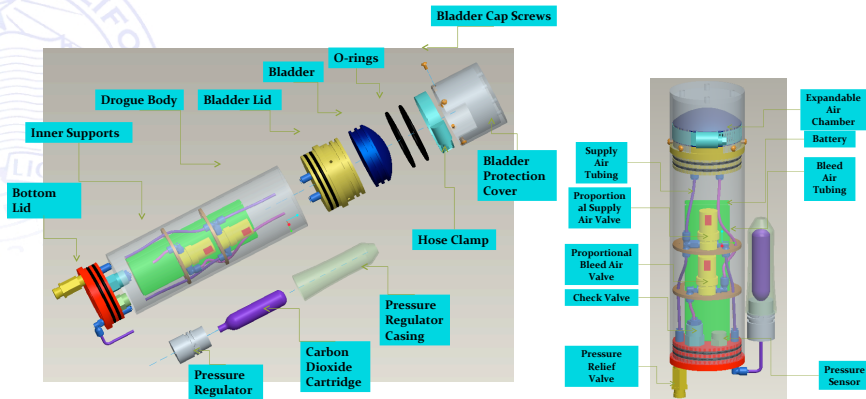 Bladder Cap Screws
O-rings
Bladder
Drogue Body
Bladder Lid
Inner Supports
Bottom
Lid
Bladder
Protection
Cover
Hose Clamp
Pressure
Regulator
Casing
Carbon
Dioxide
Cartridge
Pressure
Regulator
Expandable
Air
Chamber
Battery
Supply
Air
Tubing
Bleed
Air
Tubing
Proportion
al Supply
Air Valve
Proportional
Bleed Air
Valve
Check Valve
Pressure
Relief
Valve
Pressure
Sensor